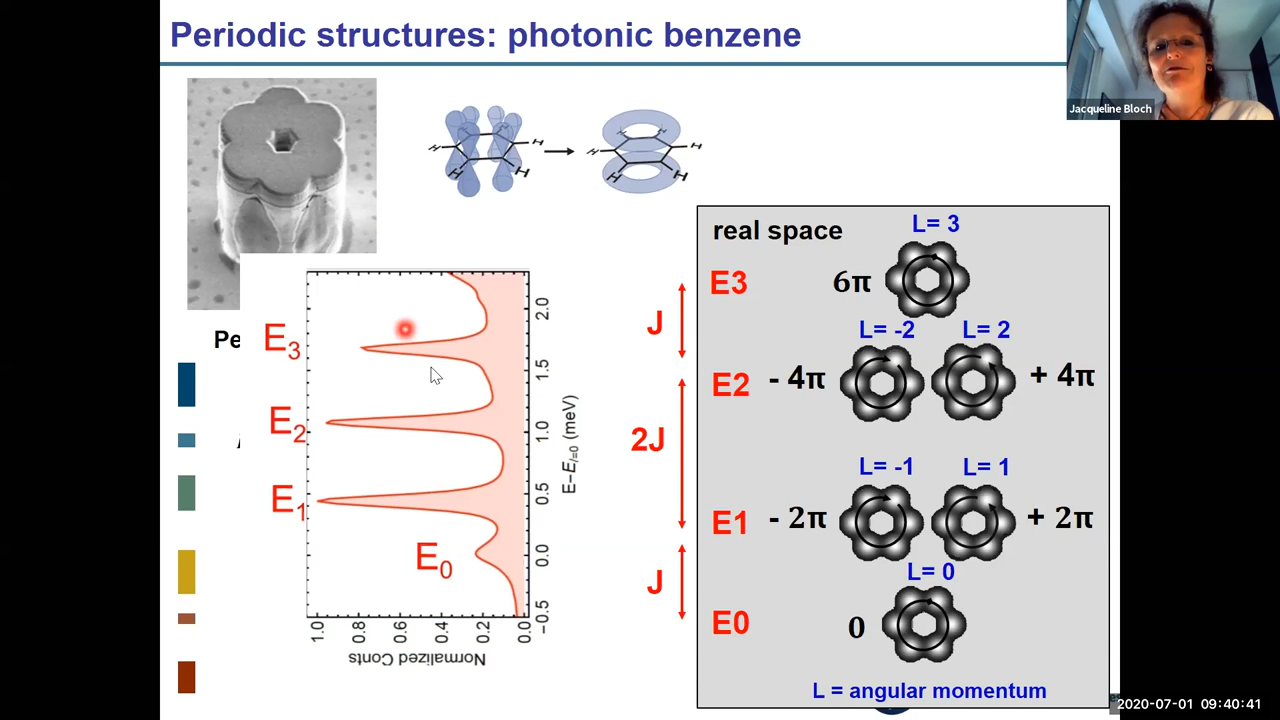 Periodic structures: photonic benzene
Jacqueline Bloch
H H H H
H H H H
real space
L= 3
E3 6π
J
L= -2 L= 2
E2 - 4π + 4π
2J
L= -1 L= 1
E1 - 2π + 2π
J
L= 0
E0 0
L = angular momentum
Pe
E3
E2
E1
E0
2.0
1.5
1.0
0.5
0.0
−0.5
E−El=0 (meV)
1.0 0.8 0.6 0.4 0.2 0.0
Normalized Conts
2020-07-01 09:40:41